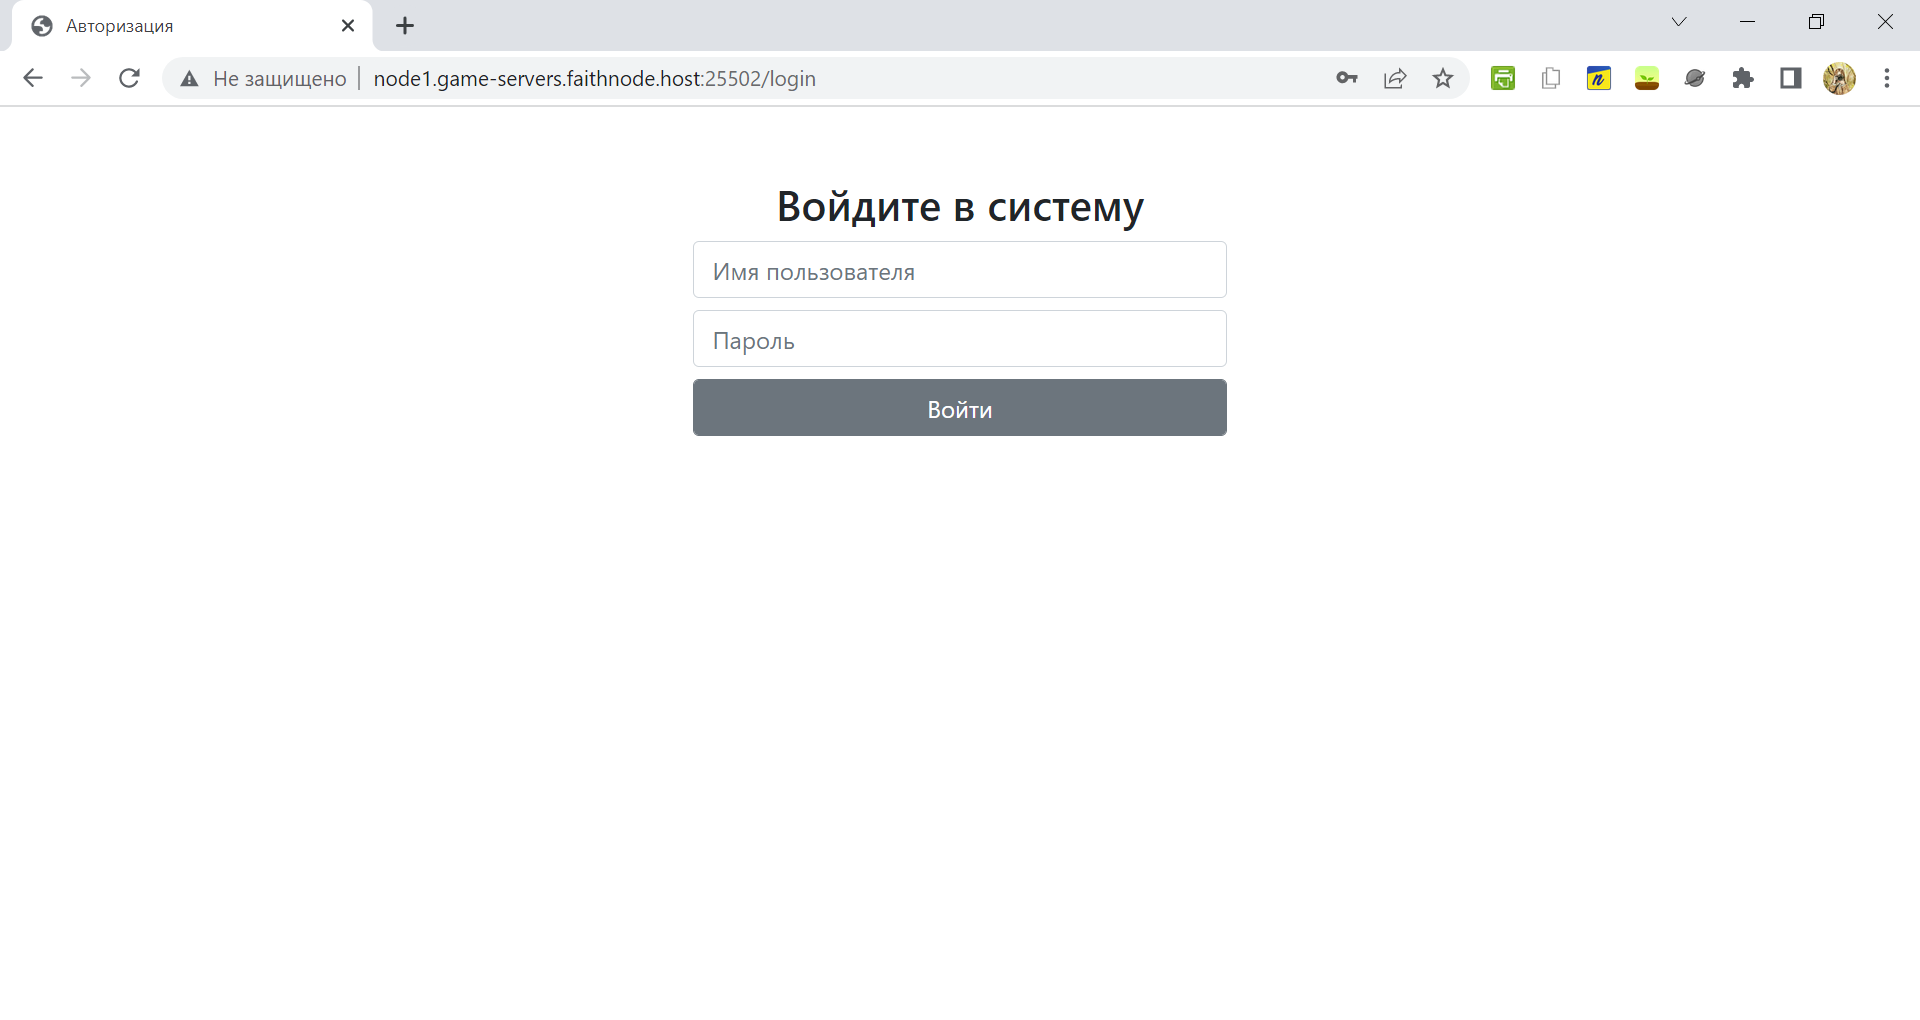 Авторизация
Не защищено
node1.game-servers.faithnode.host:25502/login
n
Войдите в систему
Имя пользователя
Пароль
Войти